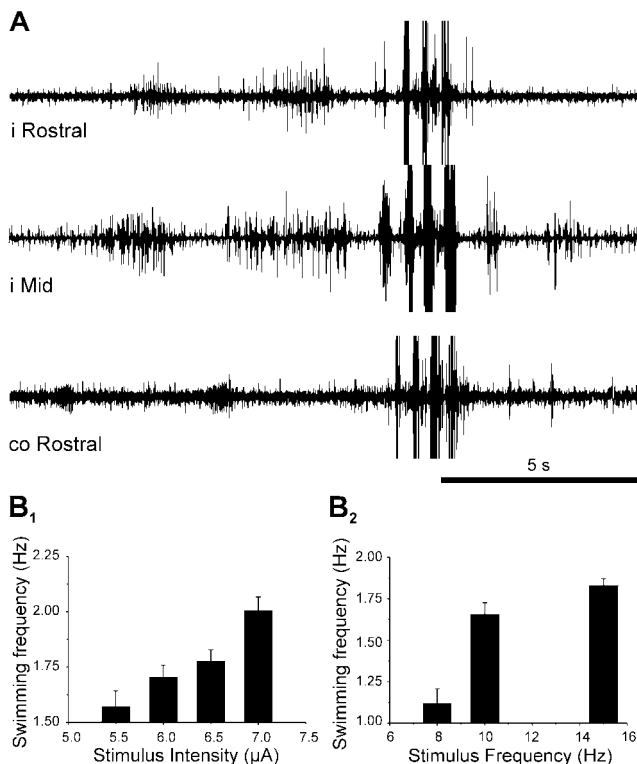 A
i Rostral
i Mid
co Rostral
5 s
B1
Swimming frequency (Hz)
2.25
2.00
1.75
1.50
5.0 5.5 6.0 6.5 7.0 7.5
Stimulus Intensity (µA)
B2
Swimming frequency (Hz)
2.00
1.75
1.50
1.25
1.00
6 8 10 12 14 16
Stimulus Frequency (Hz)